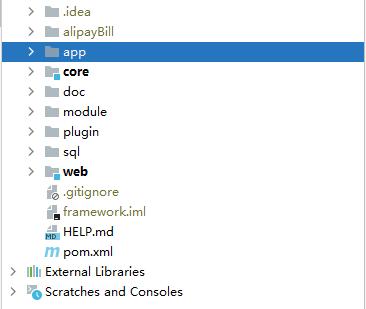 .idea
alipayBill
app
core
doc
module
plugin
sql
web
.gitignore
framework.iml
MD HELP.md
m pom.xml
External Libraries
Scratches and Consoles